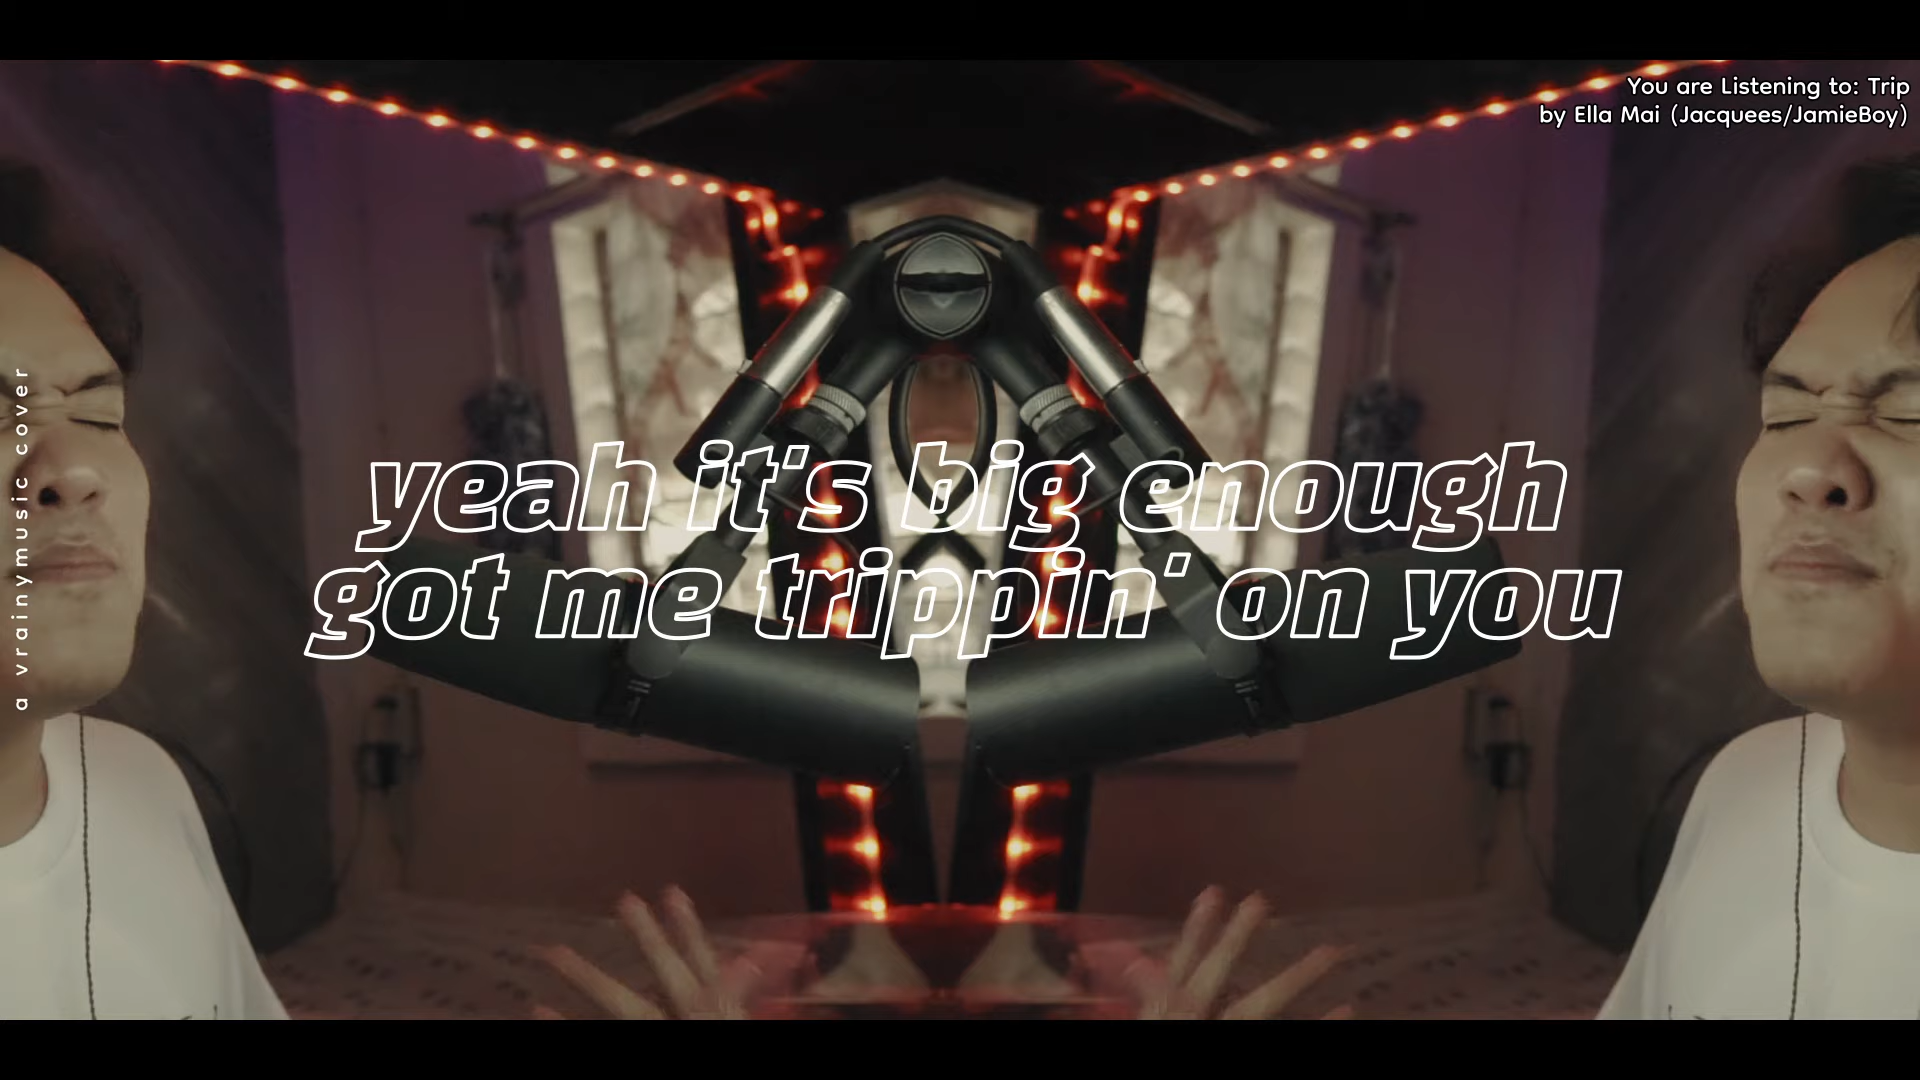 You are Listening to: Trip
by Ella Mai (Jacquees/JamieBoy)
a vrainymusic cover
yeah it's big enough
got me trippin' on you